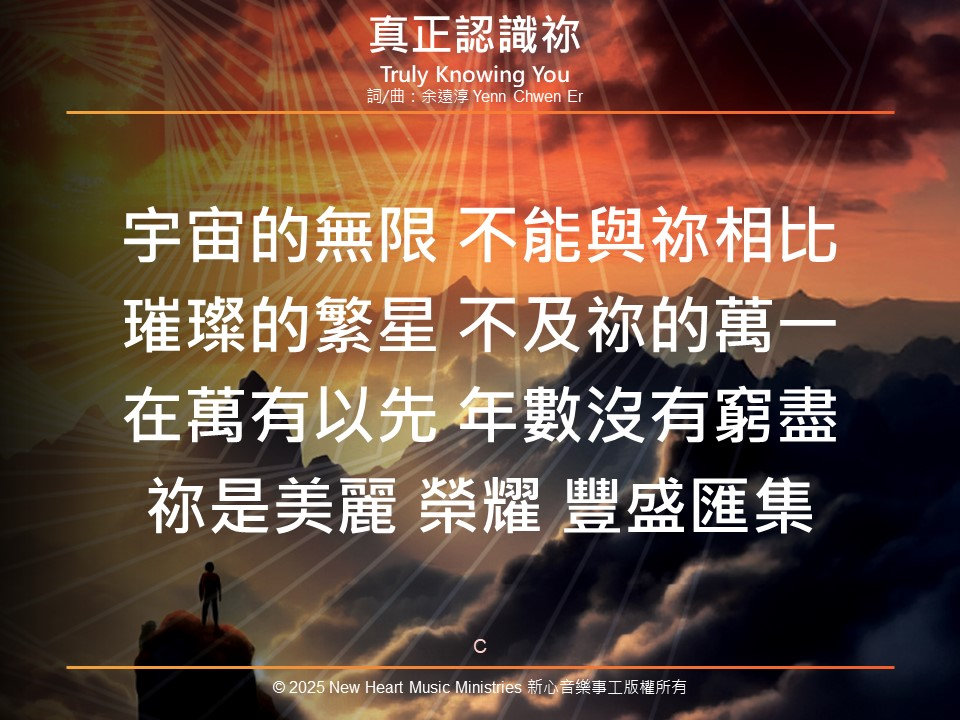 真正認識祢
Truly Knowing You
詞/曲：余遠淳 Yenn Chwen Er
宇宙的無限 不能與祢相比
璀璨的繁星 不及祢的萬一
在萬有以先 年數沒有窮盡
祢是美麗 榮耀 豐盛匯集
C
© 2025 New Heart Music Ministries 新心音樂事工版權所有